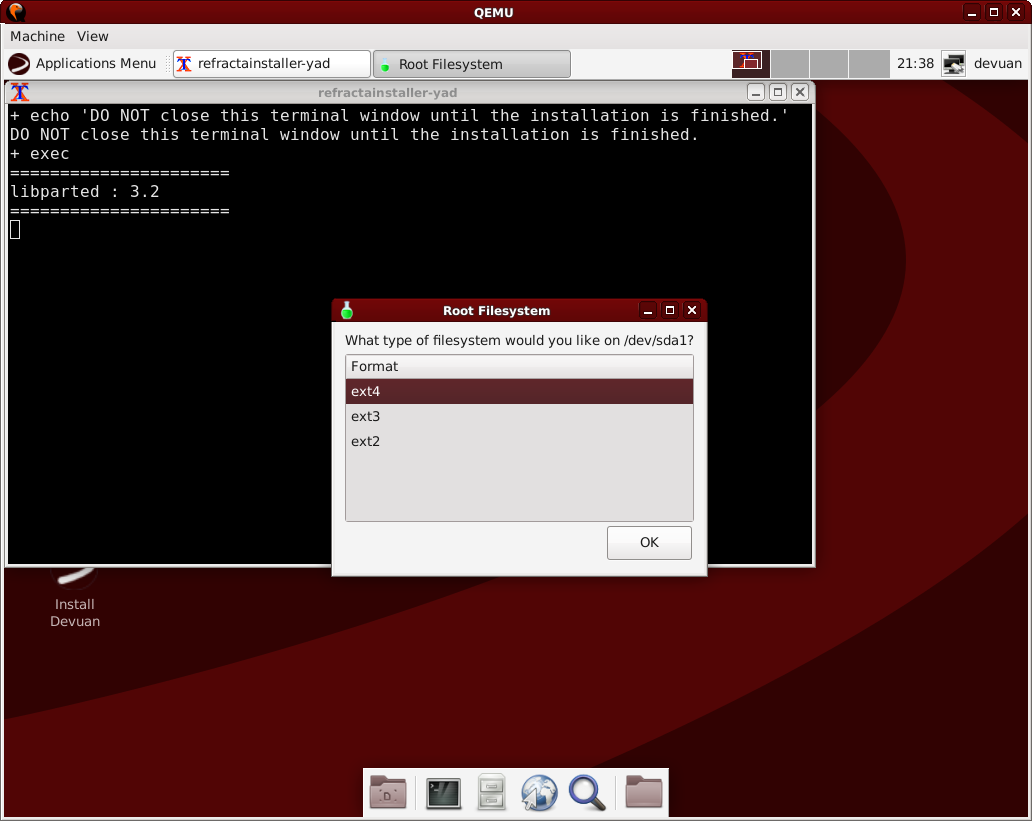 QEMU
Machine View
Applications Menu refractainstaller-yad Root Filesystem 21:38 devuan
refractainstaller-yad
+ echo 'DO NOT close this terminal window until the installation is finished.'
DO NOT close this terminal window until the installation is finished.
+ exec
======================
libparted : 3.2
======================
Root Filesystem
What type of filesystem would you like on /dev/sda1?
Format
ext4
ext3
ext2
OK
Install
Devuan